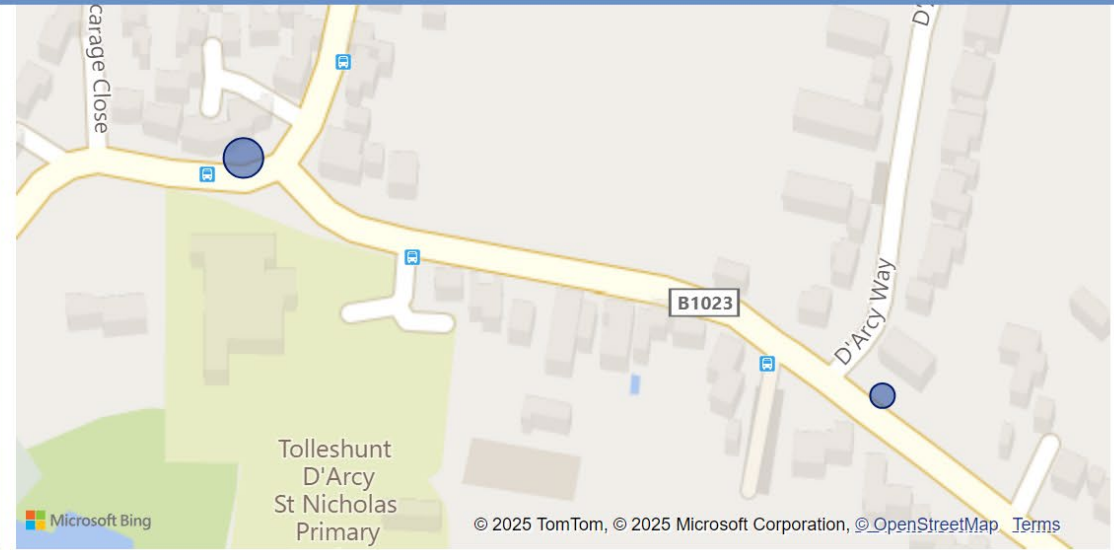 carage Close
D'
B1023
D'Arcy Way
Tolleshunt
D'Arcy
St Nicholas
Primary
Microsoft Bing
© 2025 TomTom, © 2025 Microsoft Corporation, © OpenStreetMap Terms